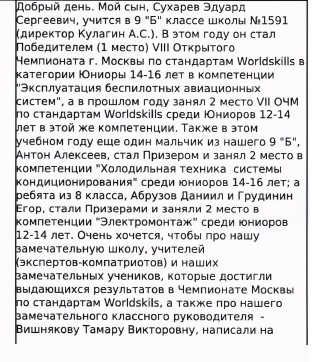 Добрый день. Мой сын, Сухарев Эдуард
Сергеевич, учится в 9 "Б" классе школы №1591
(директор Кулагин А.С.). В этом году он стал
Победителем (1 место) VIII Открытого
Чемпионата г. Москвы по стандартам Worldskills в
категории Юниоры 14-16 лет в компетенции
"Эксплуатация беспилотных авиационных
систем", а в прошлом году занял 2 место VII ОЧМ
по стандартам Worldskills среди Юниоров 12-14
лет в этой же компетенции. Также в этом
учебном году еще один мальчик из нашего 9 "Б",
Антон Алексеев, стал Призером и занял 2 место в
компетенции "Холодильная техника системы
кондиционирования" среди юниоров 14-16 лет; а
ребята из 8 класса, Абрузов Даниил и Грудинин
Егор, стали Призерами и заняли 2 место в
компетенции "Электромонтаж" среди юниоров
12-14 лет. Очень хочется, чтобы про нашу
замечательную школу, учителей
(экспертов-компатриотов) и наших
замечательных учеников, которые достигли
выдающихся результатов в Чемпионате Москвы
по стандартам Worldskils, а также про нашего
замечательного классного руководителя -
Вишнякову Тамару Викторовну, написали на